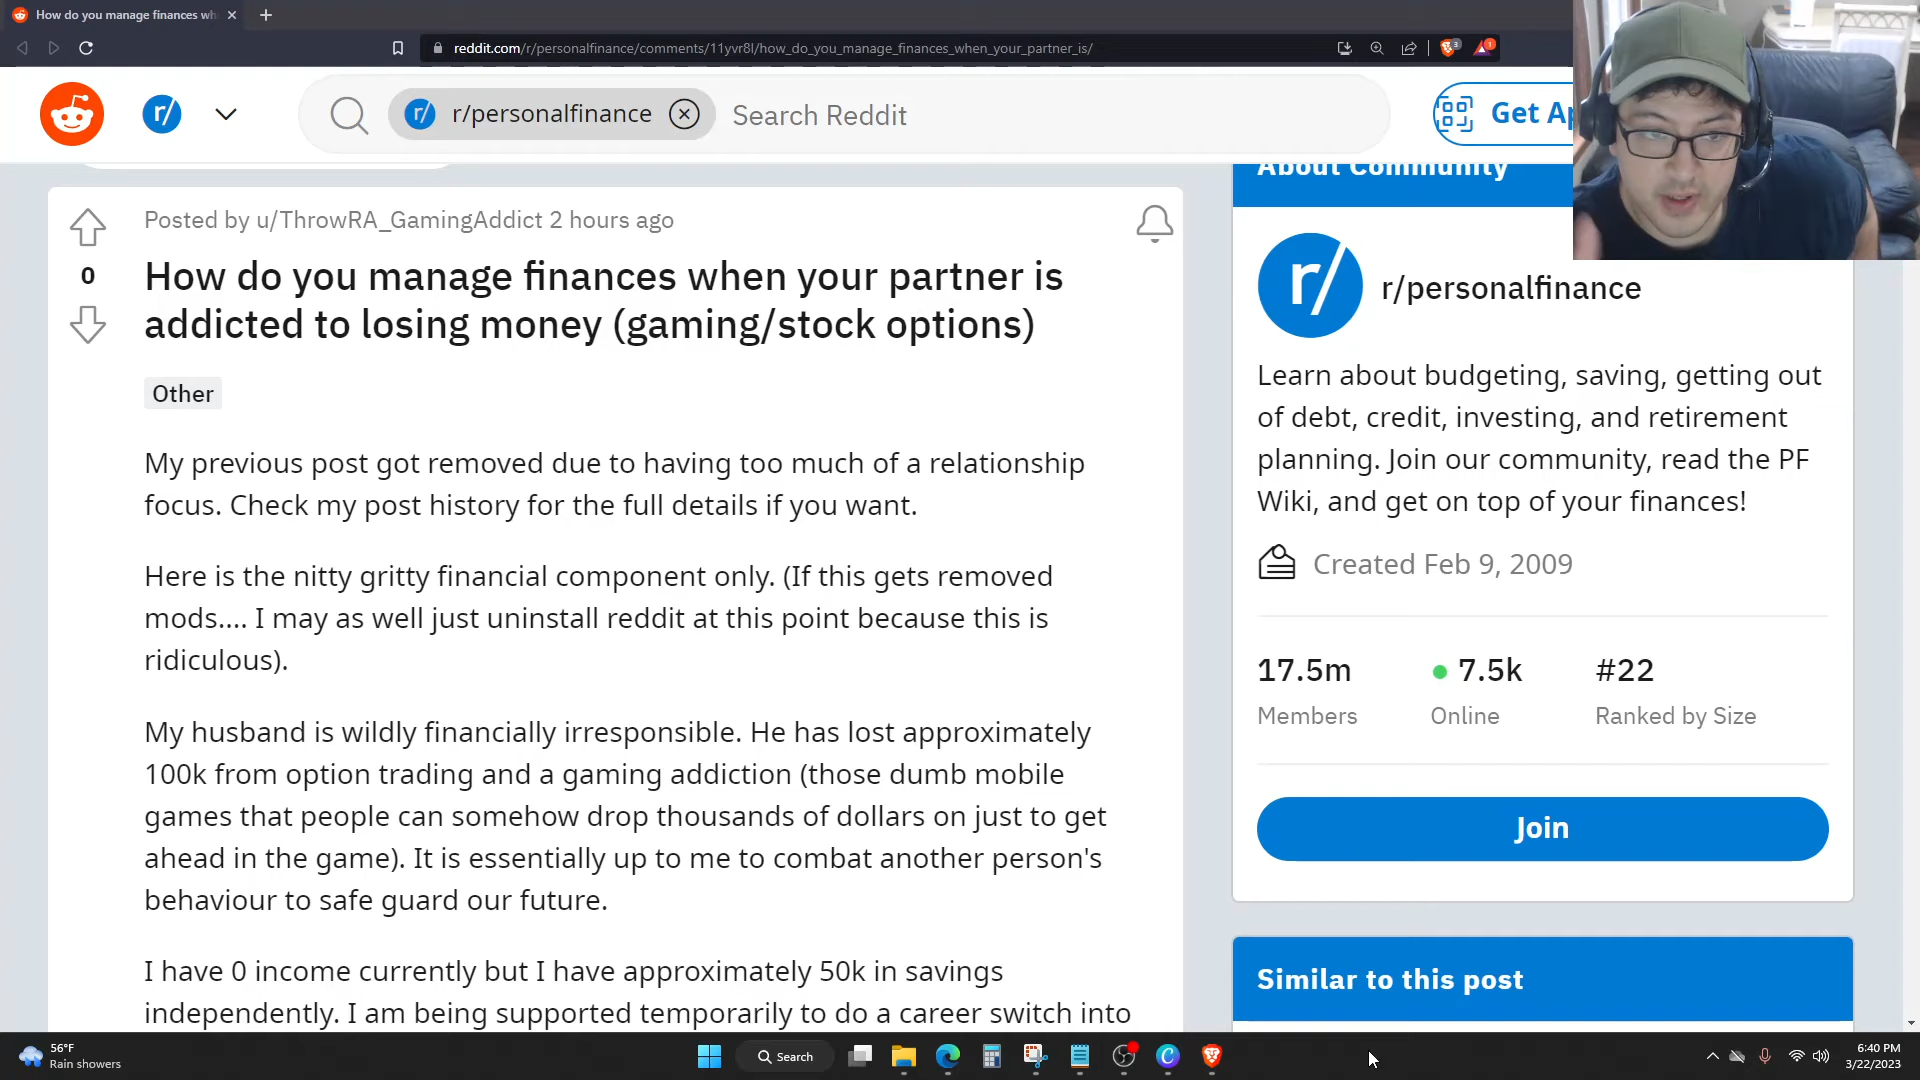 How do you manage finances wh
reddit.com/r/personalfinance/comments/11yvr8l/how_do_you_manage_finances_when_your_partner_is/
3
1
r/
r/ r/personalfinance
Search Reddit
Get Ap
Posted by u/ThrowRA_GamingAddict 2 hours ago
0
How do you manage finances when your partner is
addicted to losing money (gaming/stock options)
Other
My previous post got removed due to having too much of a relationship
focus. Check my post history for the full details if you want.
Here is the nitty gritty financial component only. (If this gets removed
mods.... I may as well just uninstall reddit at this point because this is
ridiculous).
My husband is wildly financially irresponsible. He has lost approximately
100k from option trading and a gaming addiction (those dumb mobile
games that people can somehow drop thousands of dollars on just to get
ahead in the game). It is essentially up to me to combat another person's
behaviour to safe guard our future.
I have 0 income currently but I have approximately 50k in savings
independently. I am being supported temporarily to do a career switch into
About Community
r/
r/personalfinance
Learn about budgeting, saving, getting out
of debt, credit, investing, and retirement
planning. Join our community, read the PF
Wiki, and get on top of your finances!
Created Feb 9, 2009
17.5m
Members
7.5k
Online
#22
Ranked by Size
Join
Similar to this post
56°F
Rain showers
Search
6:40 PM
3/22/2023